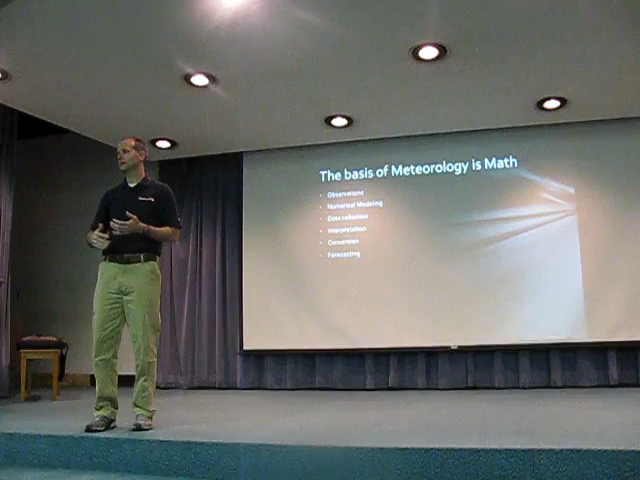 The basis of Meteorology is Math
• Observations
• Numerical Modeling
• Data collection
• Interpretation
• Conversion
• Forecasting